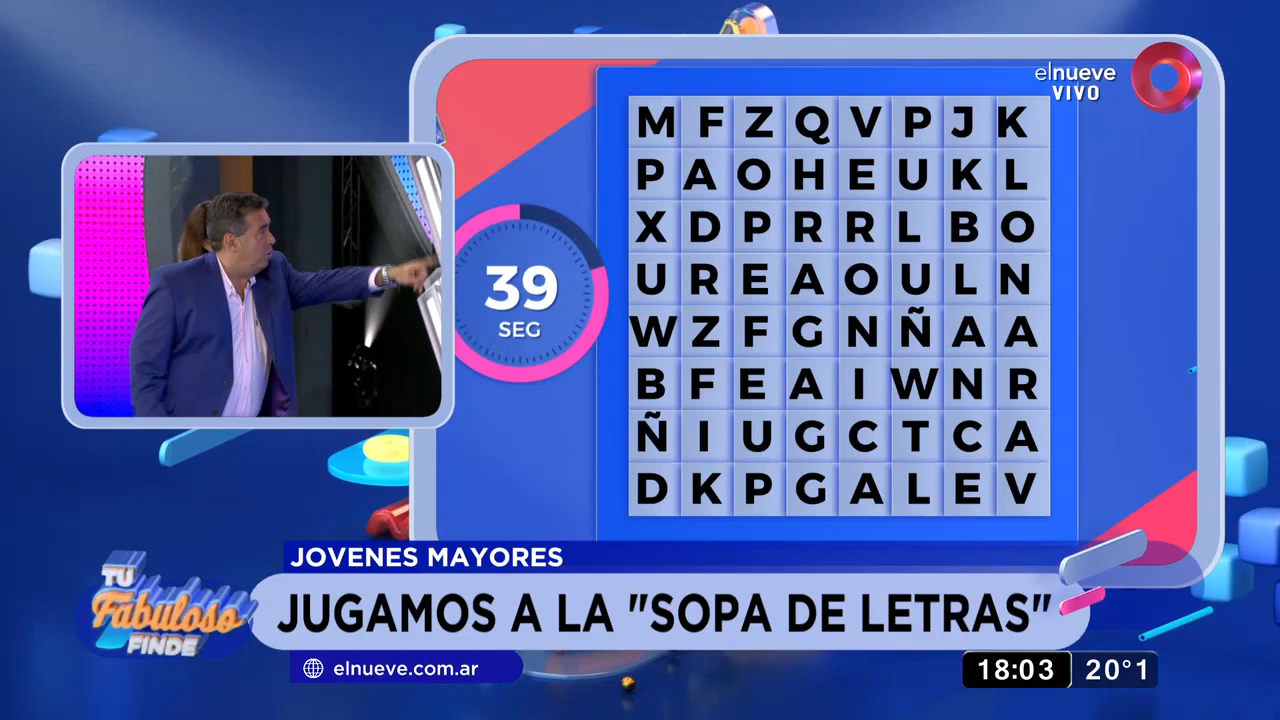 elnueve
VIVO
M F Z Q V P J K
P A O H E U K L
X D P R R L B O
U R E A O U L N
W Z F G N Ñ A A
B F E A I W N R
Ñ I U G C T C A
D K P G A L E V
39
SEG
JOVENES MAYORES
TU
Fabuloso
FINDE
JUGAMOS A LA "SOPA DE LETRAS"
elnueve.com.ar
18:03 20°1